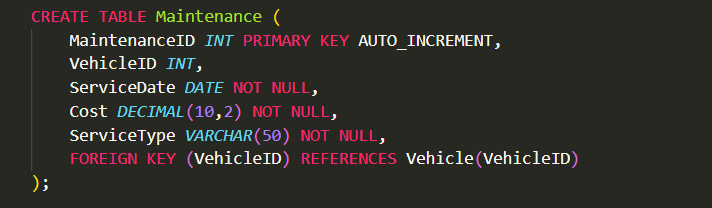 CREATE TABLE Maintenance (
    MaintenanceID INT PRIMARY KEY AUTO_INCREMENT,
    VehicleID INT,
    ServiceDate DATE NOT NULL,
    Cost DECIMAL(10,2) NOT NULL,
    ServiceType VARCHAR(50) NOT NULL,
    FOREIGN KEY (VehicleID) REFERENCES Vehicle(VehicleID)
);